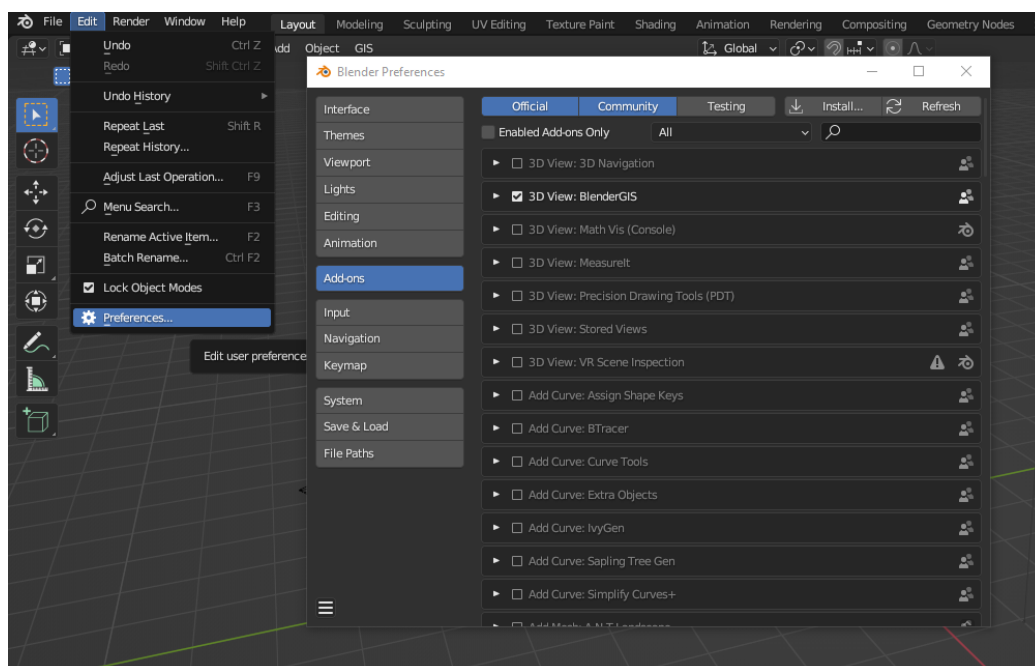 File Edit Render Window Help Layout Modeling Sculpting UV Editing Texture Paint Shading Animation Rendering Compositing Geometry Nodes
Add Object GIS Global
Undo Ctrl Z
Redo Shift Ctrl Z
Undo History
Repeat Last Shift R
Repeat History...
Adjust Last Operation... F9
Menu Search... F3
Rename Active Item... F2
Batch Rename... Ctrl F2
Lock Object Modes
Preferences...
Edit user preference
Blender Preferences
Interface
Themes
Viewport
Lights
Editing
Animation
Add-ons
Input
Navigation
Keymap
System
Save & Load
File Paths
Official Community Testing Install... Refresh
Enabled Add-ons Only All
3D View: 3D Navigation
3D View: BlenderGIS
3D View: Math Vis (Console)
3D View: MeasureIt
3D View: Precision Drawing Tools (PDT)
3D View: Stored Views
3D View: VR Scene Inspection
Add Curve: Assign Shape Keys
Add Curve: BTracer
Add Curve: Curve Tools
Add Curve: Extra Objects
Add Curve: IvyGen
Add Curve: Sapling Tree Gen
Add Curve: Simplify Curves+
Add Mesh: A.N.T.Landscape